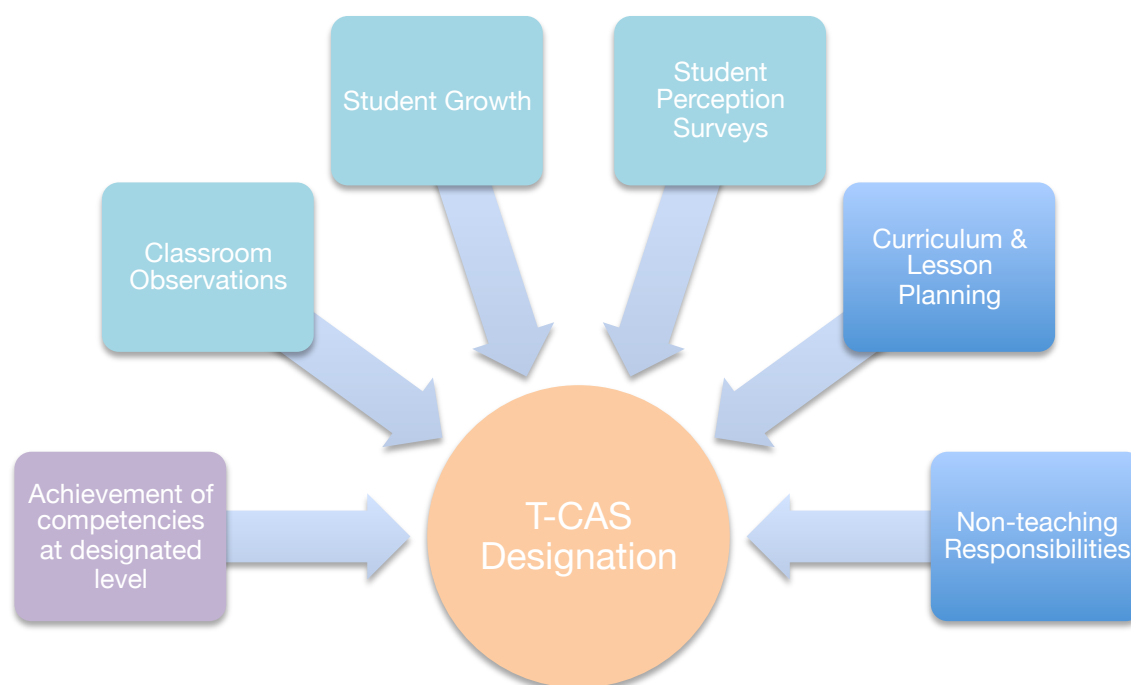 Student Growth
Student
Perception
Surveys
Classroom
Observations
Curriculum &
Lesson
Planning
Achievement of
competencies
at designated
level
T-CAS
Designation
Non-teaching
Responsibilities